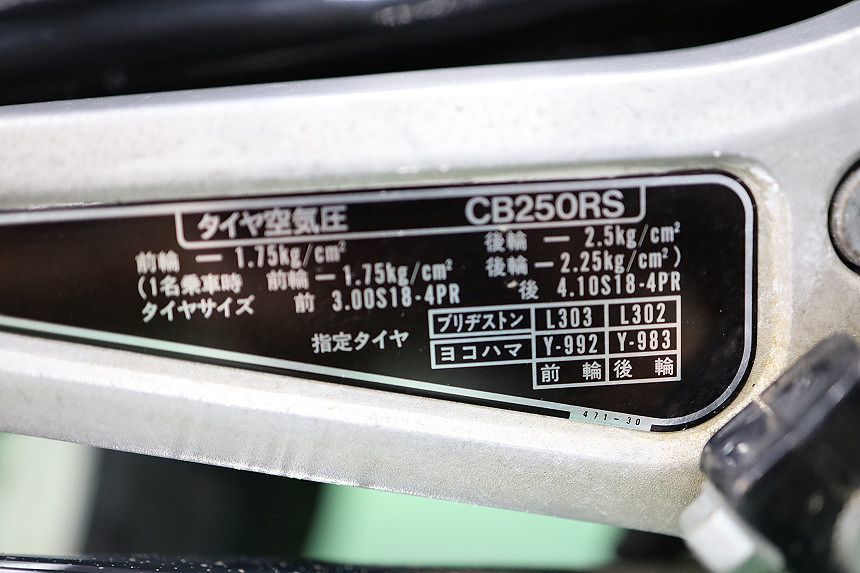 タイヤ空気圧 CB250RS
前輪 — 1.75kg/cm² 後輪 — 2.5kg/cm²
(1名乗車時 前輪 — 1.75kg/cm² 後輪 — 2.25kg/cm²)
タイヤサイズ 前 3.00S18-4PR 後 4.10S18-4PR
指定タイヤ
ブリヂストン L303 L302
ヨコハマ Y-992 Y-983
前輪 後輪
471-30